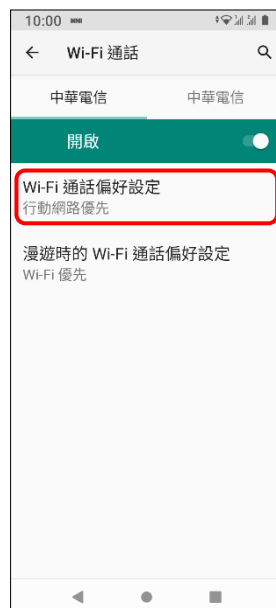 10:00
Wi-Fi 通話
中華電信 中華電信
開啟
Wi-Fi 通話偏好設定
行動網路優先
漫遊時的 Wi-Fi 通話偏好設定
Wi-Fi 優先